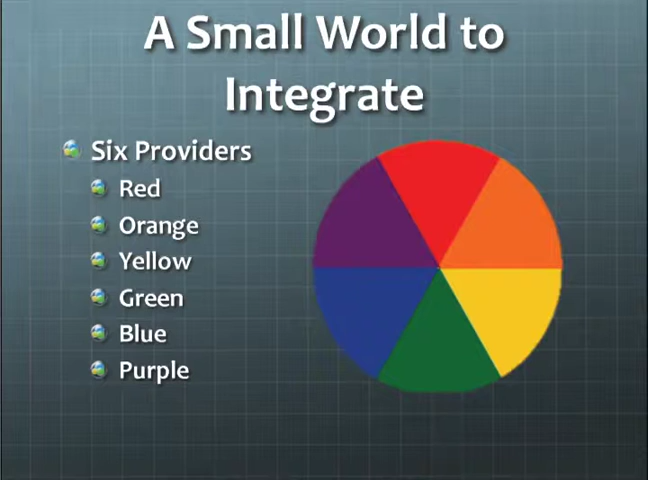 A Small World to
Integrate
Six Providers
Red
Orange
Yellow
Green
Blue
Purple